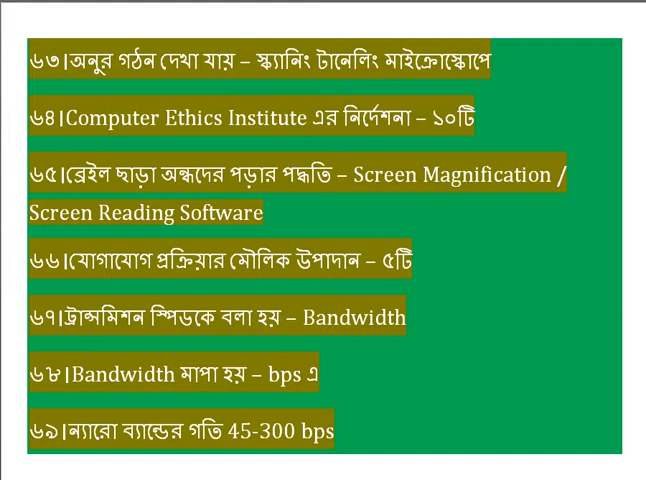 ৬৩।অনুর গঠন দেখা যায় – স্ক্যানিং টানেলিং মাইক্রোস্কোপে
৬৪।Computer Ethics Institute এর নির্দেশনা – ১০টি
৬৫।ব্রেইল ছাড়া অন্ধদের পড়ার পদ্ধতি – Screen Magnification /
Screen Reading Software
৬৬।যোগাযোগ প্রক্রিয়ার মৌলিক উপাদান – ৫টি
৬৭।ট্রান্সমিশন স্পিডকে বলা হয় – Bandwidth
৬৮।Bandwidth মাপা হয় – bps এ
৬৯।ন্যারো ব্যান্ডের গতি 45-300 bps